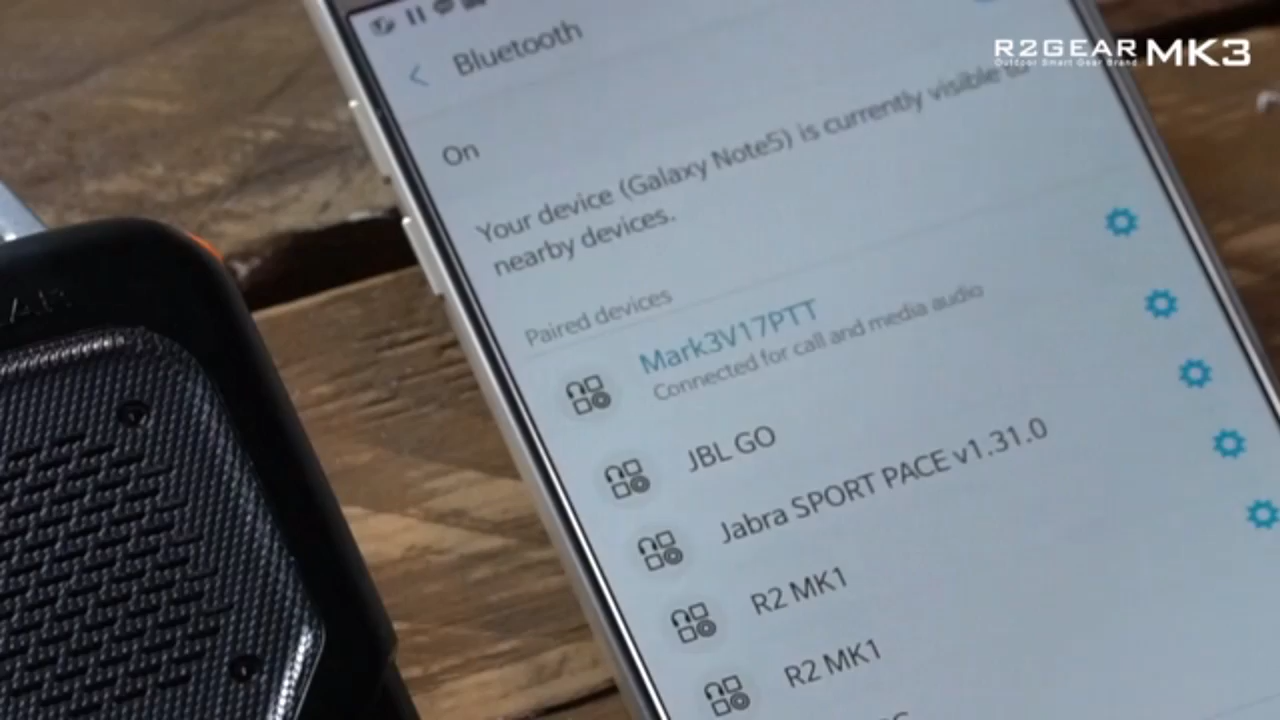 R2GEAR MK3
Outdoor Smart Gear Brand
Bluetooth
On
Your device (Galaxy Note5) is currently visible to
nearby devices.
Paired devices
Mark3V17PTT
Connected for call and media audio
JBL GO
Jabra SPORT PACE v1.31.0
R2 MK1
R2 MK1